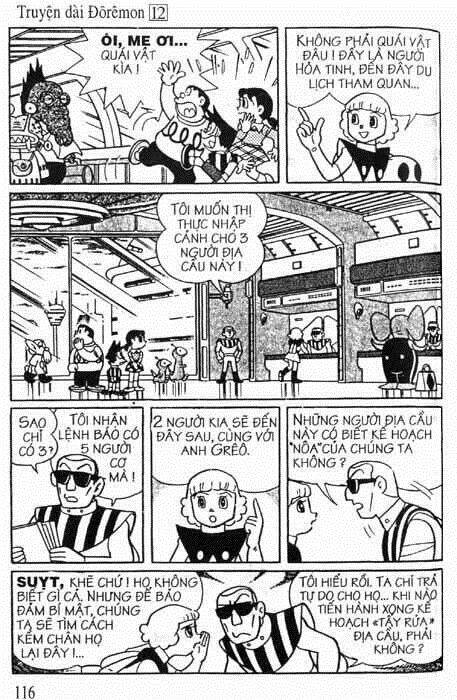 Truyện dài Đôrêmon 12
ÔI, MẸ ƠI...
QUÁI VẬT
KÌA !
KHÔNG PHẢI QUÁI VẬT
ĐÂU ! ĐÂY LÀ NGƯỜI
HỎA TINH, ĐẾN ĐÂY DU
LỊCH THAM QUAN...
TÔI MUỐN THỊ
THỰC NHẬP
CẢNH CHO 3
NGƯỜI ĐỊA
CẦU NÀY !
SAO
CHỈ
CÓ 3?
TÔI NHẬN
LỆNH BÁO CÓ
5 NGƯỜI
CƠ
MÀ !
2 NGƯỜI KIA SẼ ĐẾN
ĐÂY SAU, CÙNG VỚI
ANH GRÊÔ.
NHỮNG NGƯỜI ĐỊA CẦU
NÀY CÓ BIẾT KẾ HOẠCH
"NÔA" CỦA CHÚNG TA
KHÔNG ?
SUỴT, KHẼ CHỨ ! HỌ KHÔNG
BIẾT GÌ CẢ. NHƯNG ĐỂ BẢO
ĐẢM BÍ MẬT, CHÚNG
TA SẼ TÌM CÁCH
KỀM CHÂN HỌ
LẠI ĐÂY !...
TÔI HIỂU RỒI. TA CHỈ TRẢ
TỰ DO CHO HỌ... KHI NÀO
TIẾN HÀNH XONG KẾ
HOẠCH «TẨY RỬA»
ĐỊA CẦU, PHẢI
KHÔNG ?
116